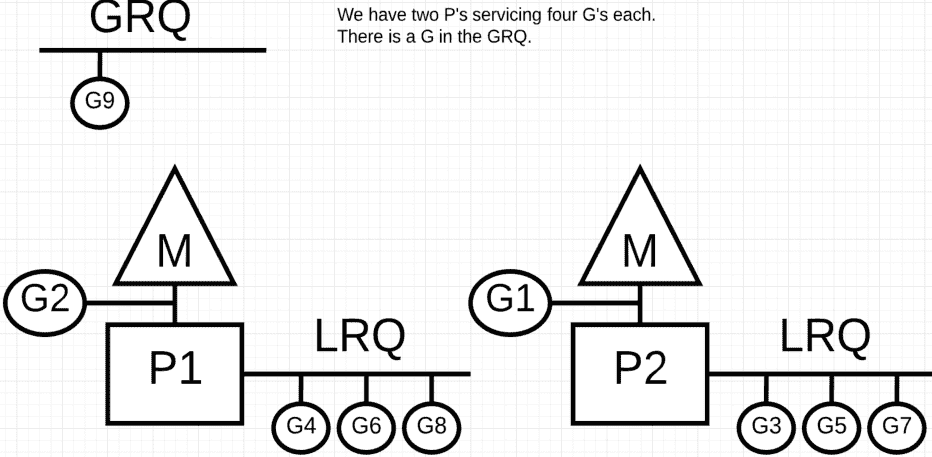 GRQ
We have two P's servicing four G's each.
There is a G in the GRQ.
G9
M
M
G2
G1
P1
LRQ
P2
LRQ
G4 G6 G8
G3 G5 G7